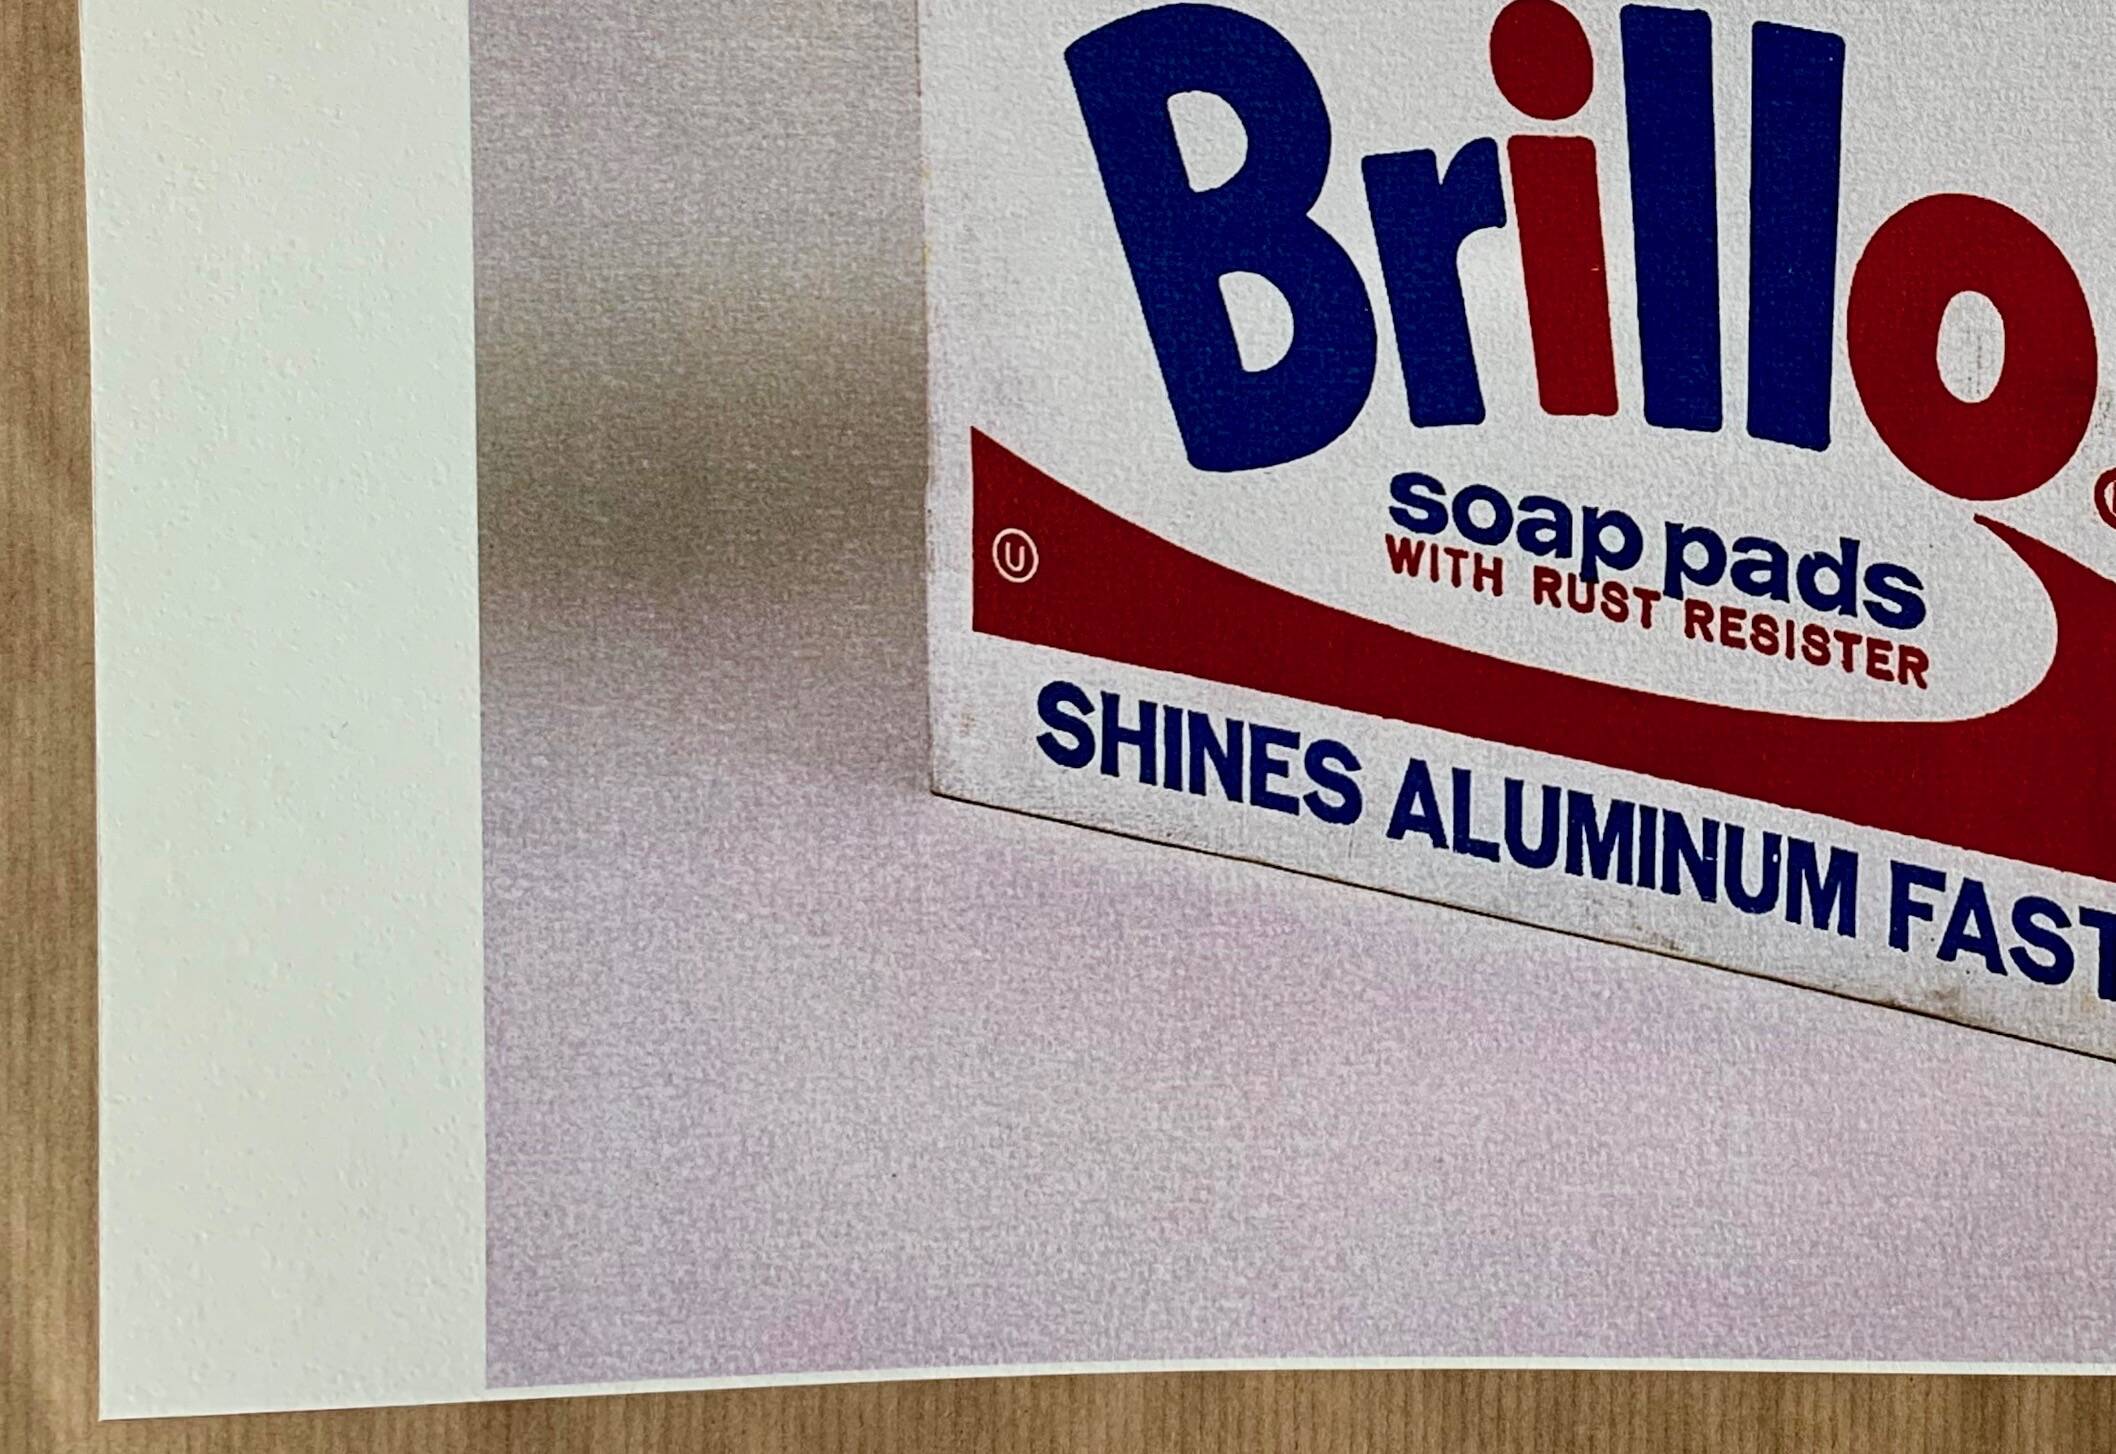 Brillo®
soap pads
WITH RUST RESISTER
U
SHINES ALUMINUM FAST